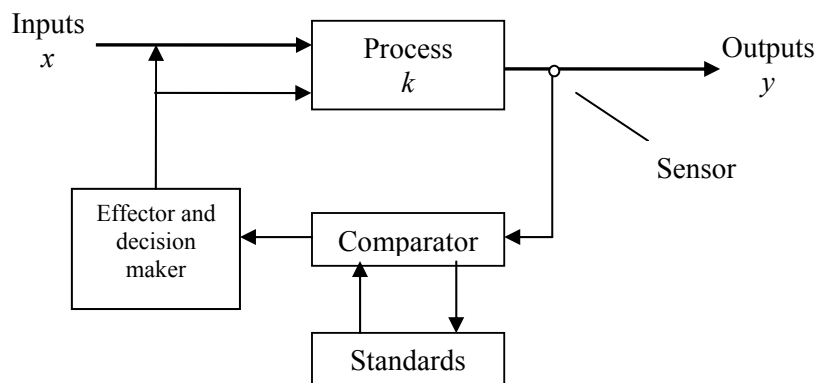 Inputs
x
Process
k
Outputs
y
Sensor
Effector and
decision
maker
Comparator
Standards